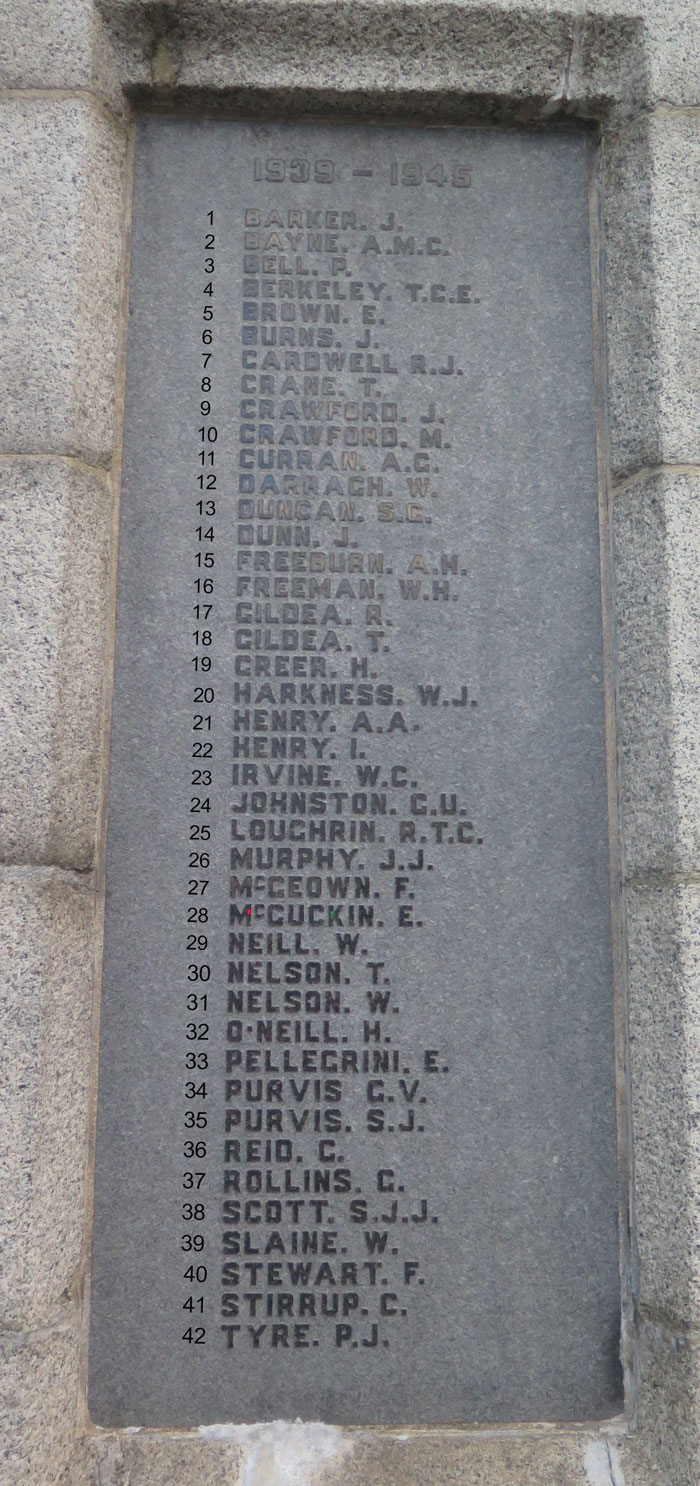 1939 - 1945
1 BARKER. J.
2 BAYNE. A.M.C.
3 BELL. P.
4 BERKELEY. T.G.E.
5 BROWN. E.
6 BURNS. J.
7 CARDWELL R.J.
8 CRANE. T.
9 CRAWFORD. J.
10 CRAWFORD. M.
11 CURRAN. A.G.
12 DARRAGH. W.
13 DUNCAN. S.G.
14 DUNN. J.
15 FREEBURN. A.H.
16 FREEMAN. W.H.
17 GILDEA. R.
18 GILDEA. T.
19 GREER. H.
20 HARKNESS. W.J.
21 HENRY. A.A.
22 HENRY. I.
23 IRVINE. W.C.
24 JOHNSTON. G.U.
25 LOUGHRIN. R.T.C.
26 MURPHY. J.J.
27 McGEOWN. F.
28 McGUCKIN. E.
29 NEILL. W.
30 NELSON. T.
31 NELSON. W.
32 O'NEILL. H.
33 PELLEGRINI. E.
34 PURVIS G.V.
35 PURVIS. S.J.
36 REID. G.
37 ROLLINS. G.
38 SCOTT. S.J.J.
39 SLAINE. W.
40 STEWART. F.
41 STIRRUP. C.
42 TYRE. P.J.